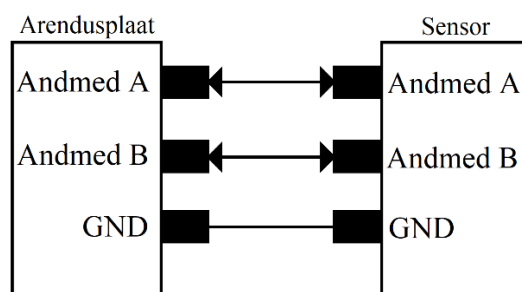 Arendusplaat
Sensor
Andmed A
Andmed A
Andmed B
Andmed B
GND
GND